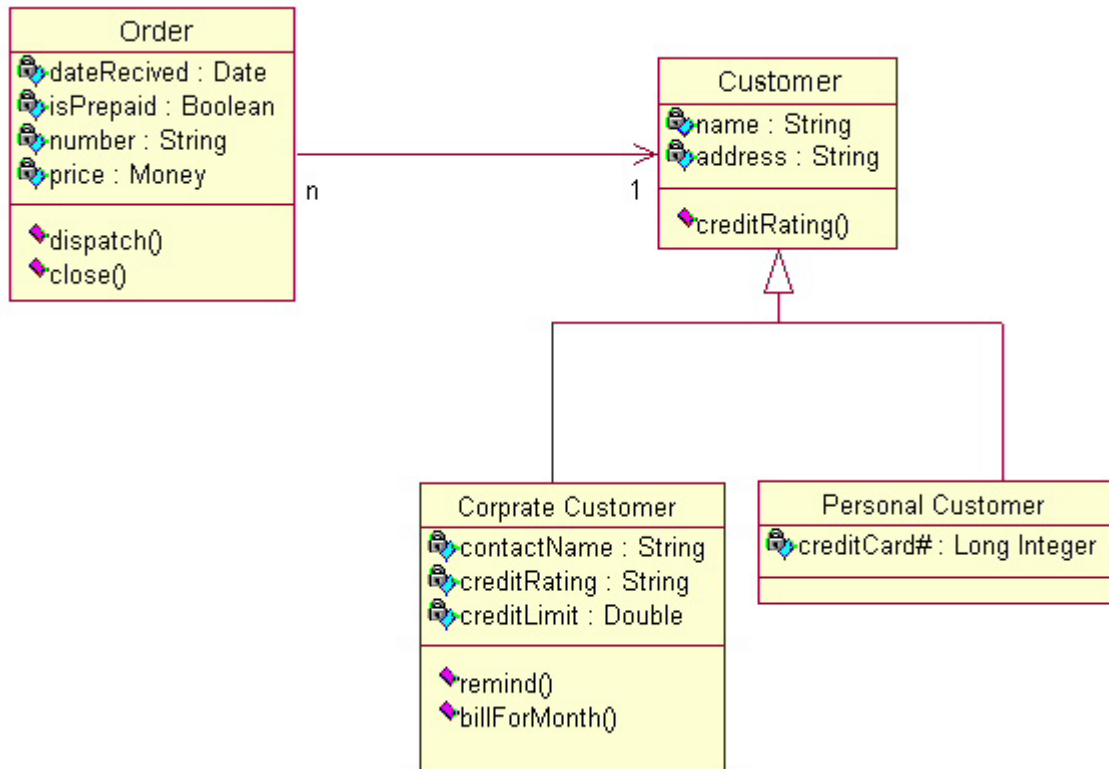 Order
dateRecived : Date
isPrepaid : Boolean
number : String
price : Money
dispatch()
close()
n
1
Customer
name : String
address : String
creditRating()
Corprate Customer
contactName : String
creditRating : String
creditLimit : Double
remind()
billForMonth()
Personal Customer
creditCard# : Long Integer